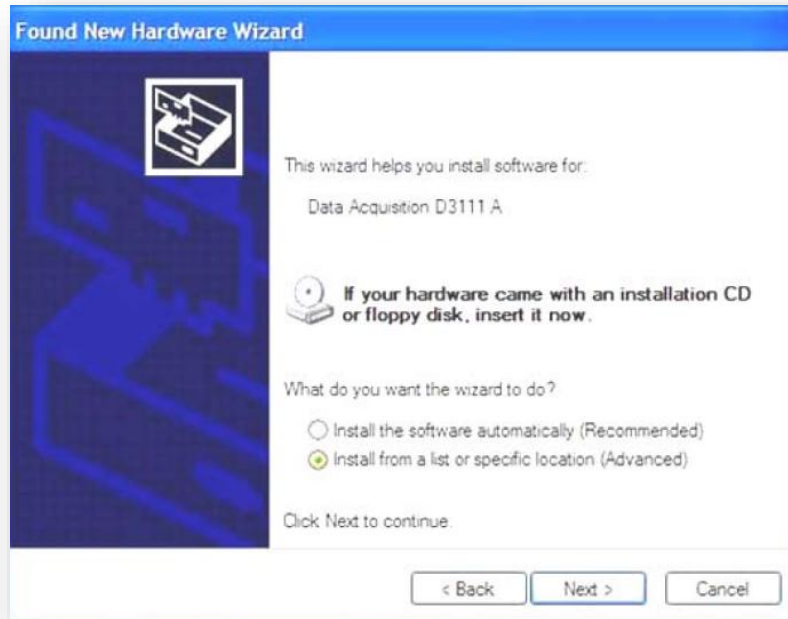 Found New Hardware Wizard
This wizard helps you install software for:
Data Acquisition D3111 A
If your hardware came with an installation CD
or floppy disk, insert it now.
What do you want the wizard to do?
Install the software automatically (Recommended)
Install from a list or specific location (Advanced)
Click Next to continue.
< Back Next > Cancel